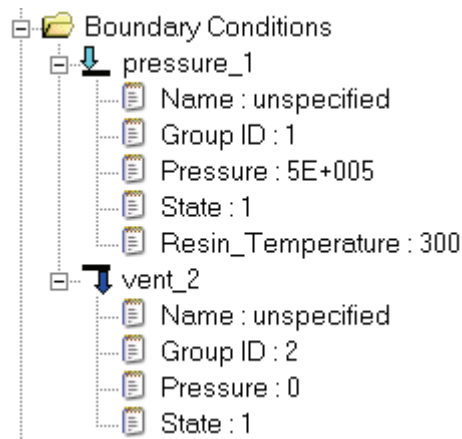 Boundary Conditions
pressure_1
Name : unspecified
Group ID : 1
Pressure : 5E+005
State : 1
Resin_Temperature : 300
vent_2
Name : unspecified
Group ID : 2
Pressure : 0
State : 1